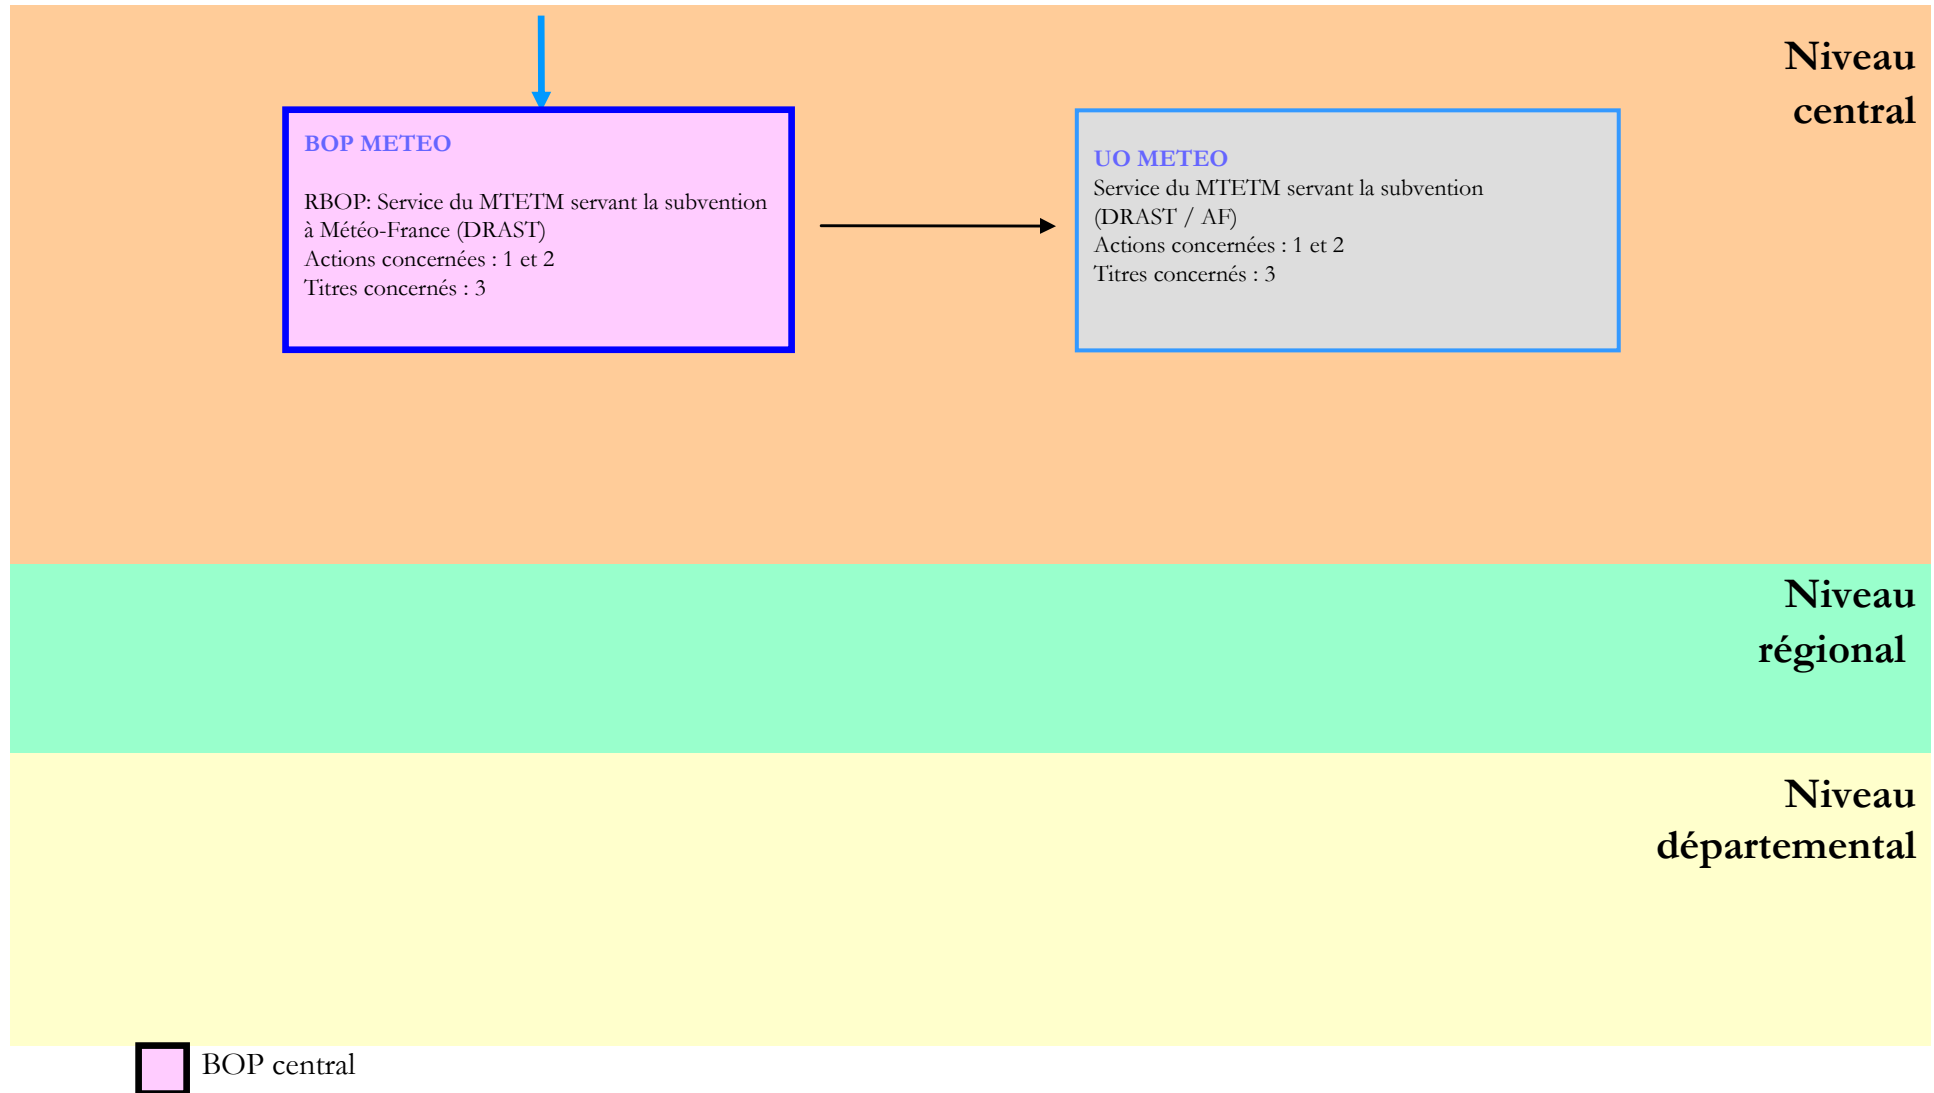 Niveau
central
BOP METEO
RBOP: Service du MTETM servant la subvention
à Météo-France (DRAST)
Actions concernées : 1 et 2
Titres concernés : 3
UO METEO
Service du MTETM servant la subvention
(DRAST / AF)
Actions concernées : 1 et 2
Titres concernés : 3
Niveau
régional
Niveau
départemental
BOP central